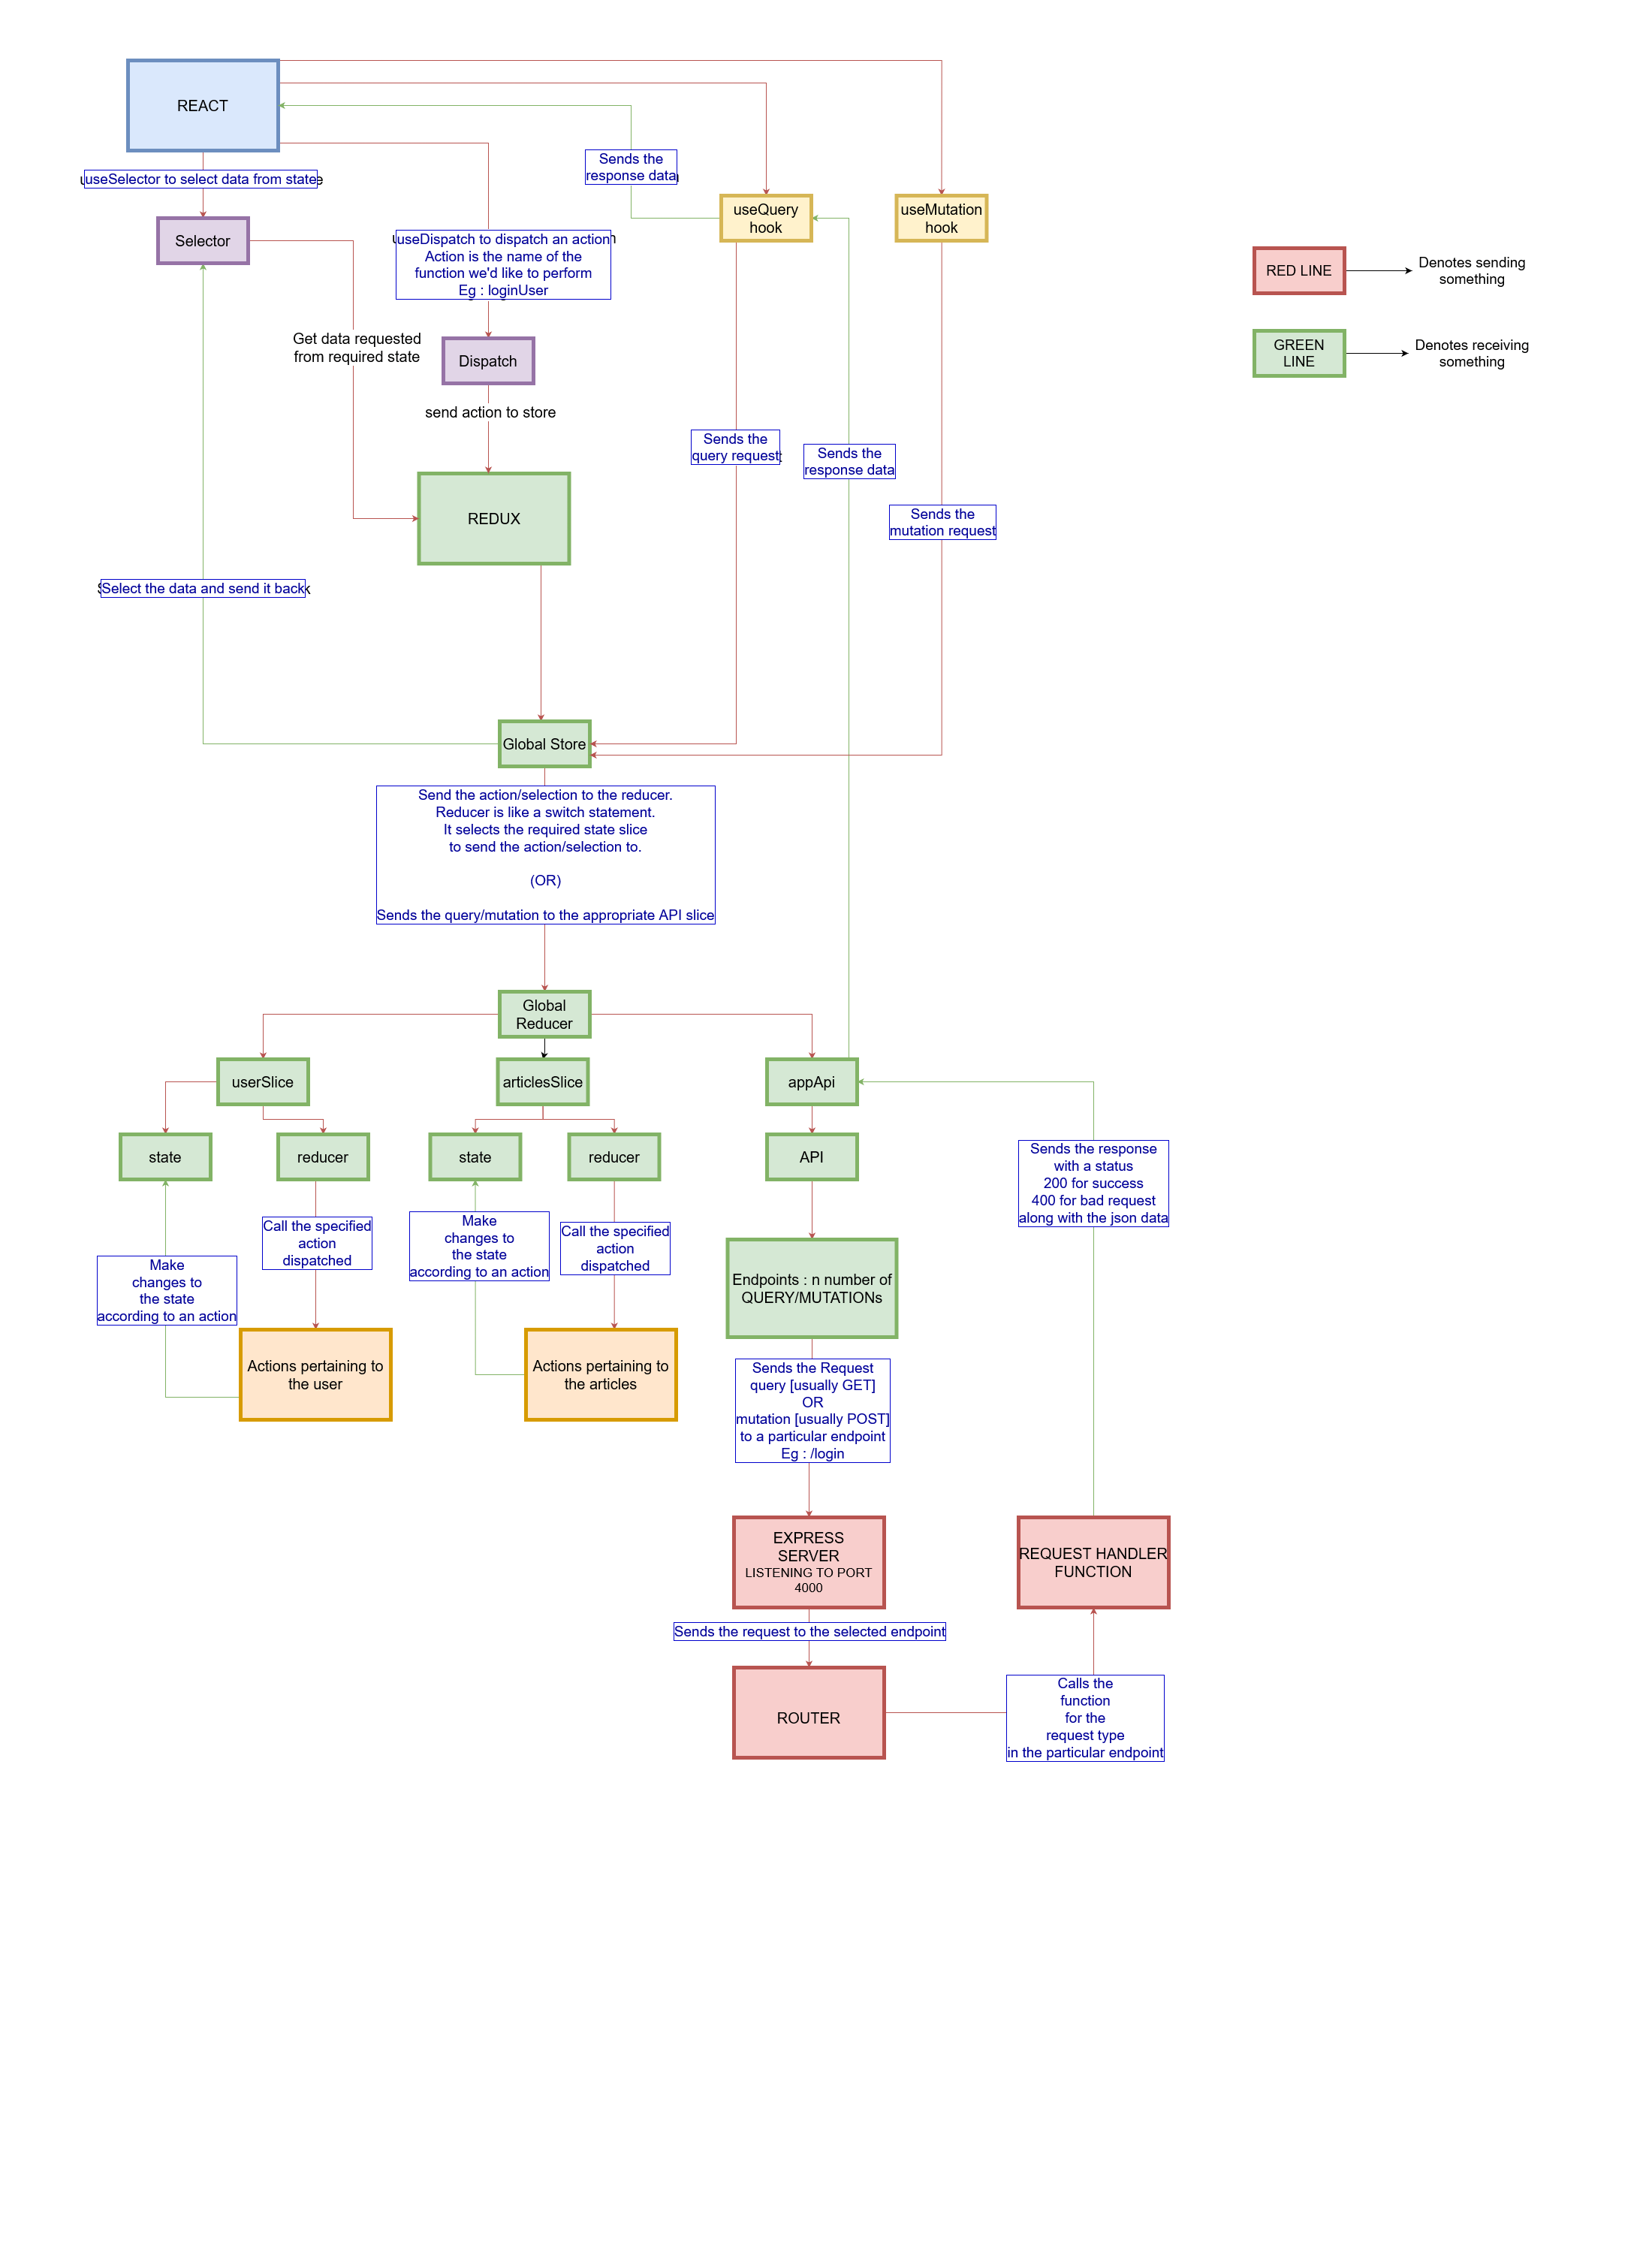 REACT
useSelector to select data from state
Selector
Sends the
response data
useQuery
hook
useMutation
hook
useDispatch to dispatch an action
Action is the name of the
function we'd like to perform
Eg : loginUser
RED LINE
Denotes sending
something
Get data requested
from required state
Dispatch
GREEN
LINE
Denotes receiving
something
send action to store
Sends the
query request
Sends the
response data
REDUX
Sends the
mutation request
Select the data and send it back
Global Store
Send the action/selection to the reducer.
Reducer is like a switch statement.
It selects the required state slice
to send the action/selection to.
(OR)
Sends the query/mutation to the appropriate API slice
Global
Reducer
userSlice
articlesSlice
appApi
state
reducer
state
reducer
API
Sends the response
with a status
200 for success
400 for bad request
along with the json data
Call the specified
action
dispatched
Make
changes to
the state
according to an action
Call the specified
action
dispatched
Make
changes to
the state
according to an action
Endpoints : n number of
QUERY/MUTATIONs
Actions pertaining to
the user
Actions pertaining to
the articles
Sends the Request
query [usually GET]
OR
mutation [usually POST]
to a particular endpoint
Eg : /login
EXPRESS
SERVER
LISTENING TO PORT
4000
REQUEST HANDLER
FUNCTION
Sends the request to the selected endpoint
ROUTER
Calls the
function
for the
request type
in the particular endpoint